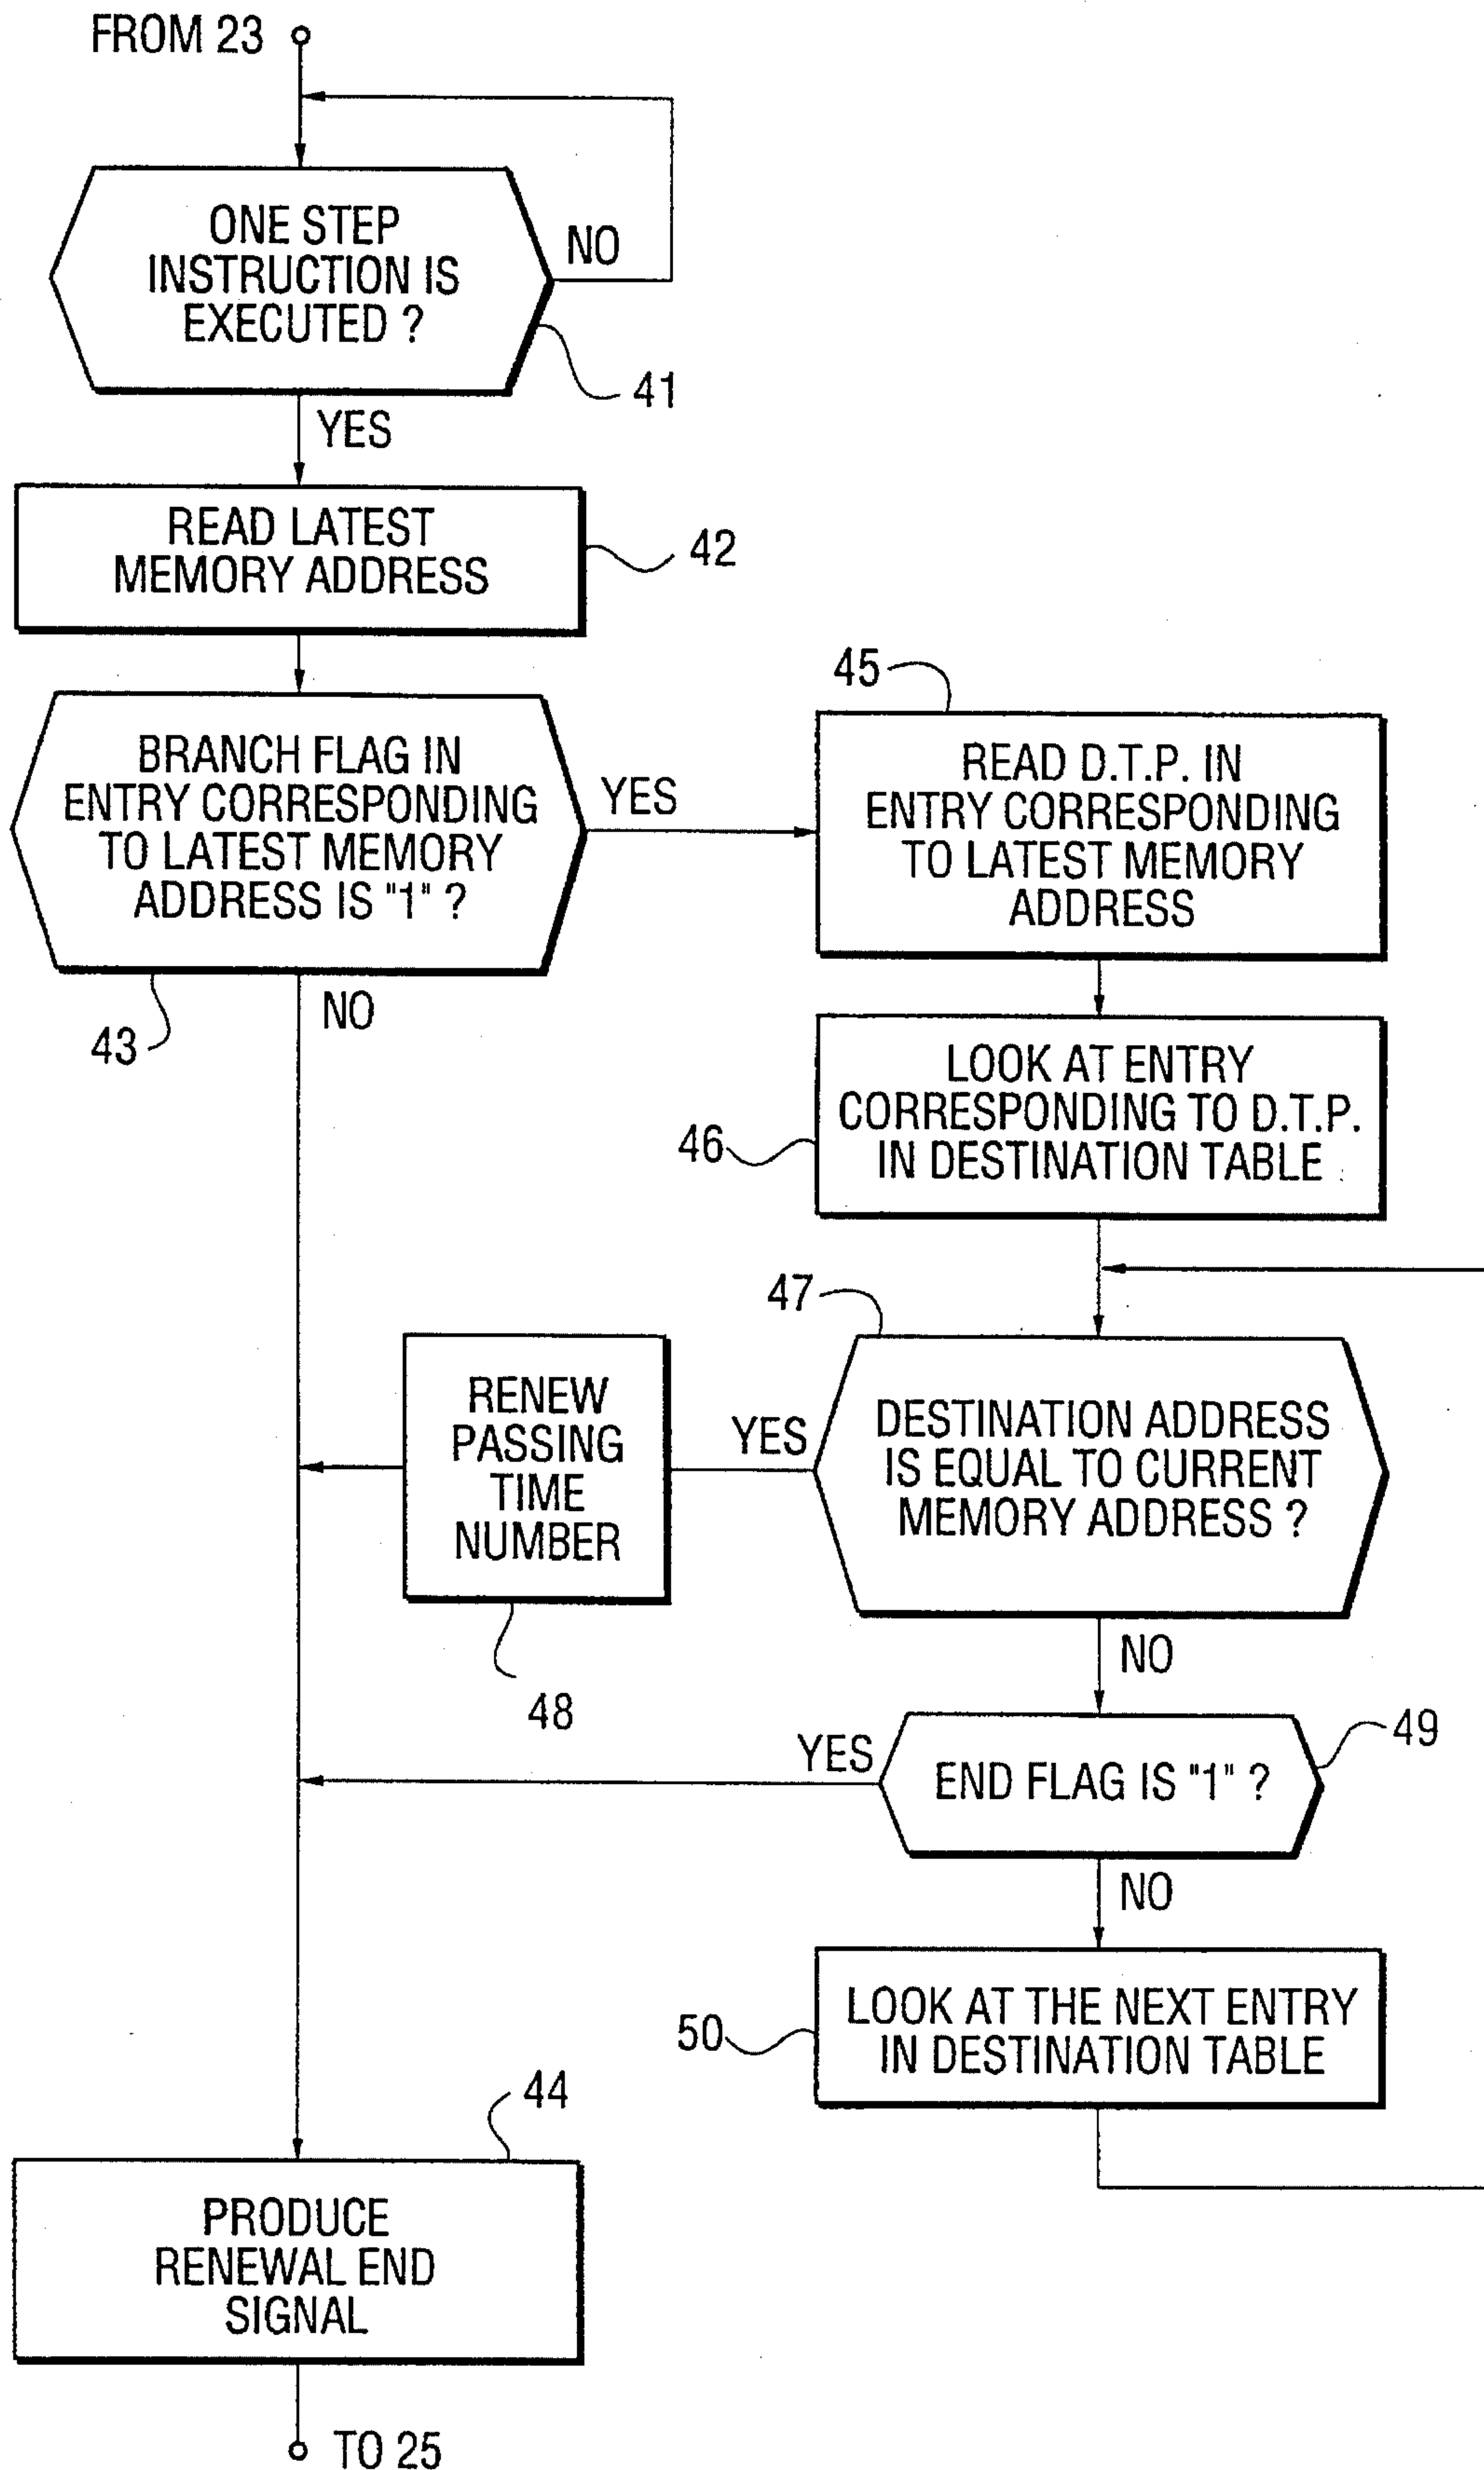 FROM 23
ONE STEP
INSTRUCTION IS
EXECUTED ?
NO
41
YES
READ LATEST
MEMORY ADDRESS
42
BRANCH FLAG IN
ENTRY CORRESPONDING
TO LATEST MEMORY
ADDRESS IS "1" ?
YES
43
NO
45
READ D.T.P. IN
ENTRY CORRESPONDING
TO LATEST MEMORY
ADDRESS
LOOK AT ENTRY
CORRESPONDING TO D.T.P.
IN DESTINATION TABLE
46
47
DESTINATION ADDRESS
IS EQUAL TO CURRENT
MEMORY ADDRESS ?
YES
RENEW
PASSING
TIME
NUMBER
48
NO
49
END FLAG IS "1" ?
YES
NO
LOOK AT THE NEXT ENTRY
IN DESTINATION TABLE
50
44
PRODUCE
RENEWAL END
SIGNAL
TO 25